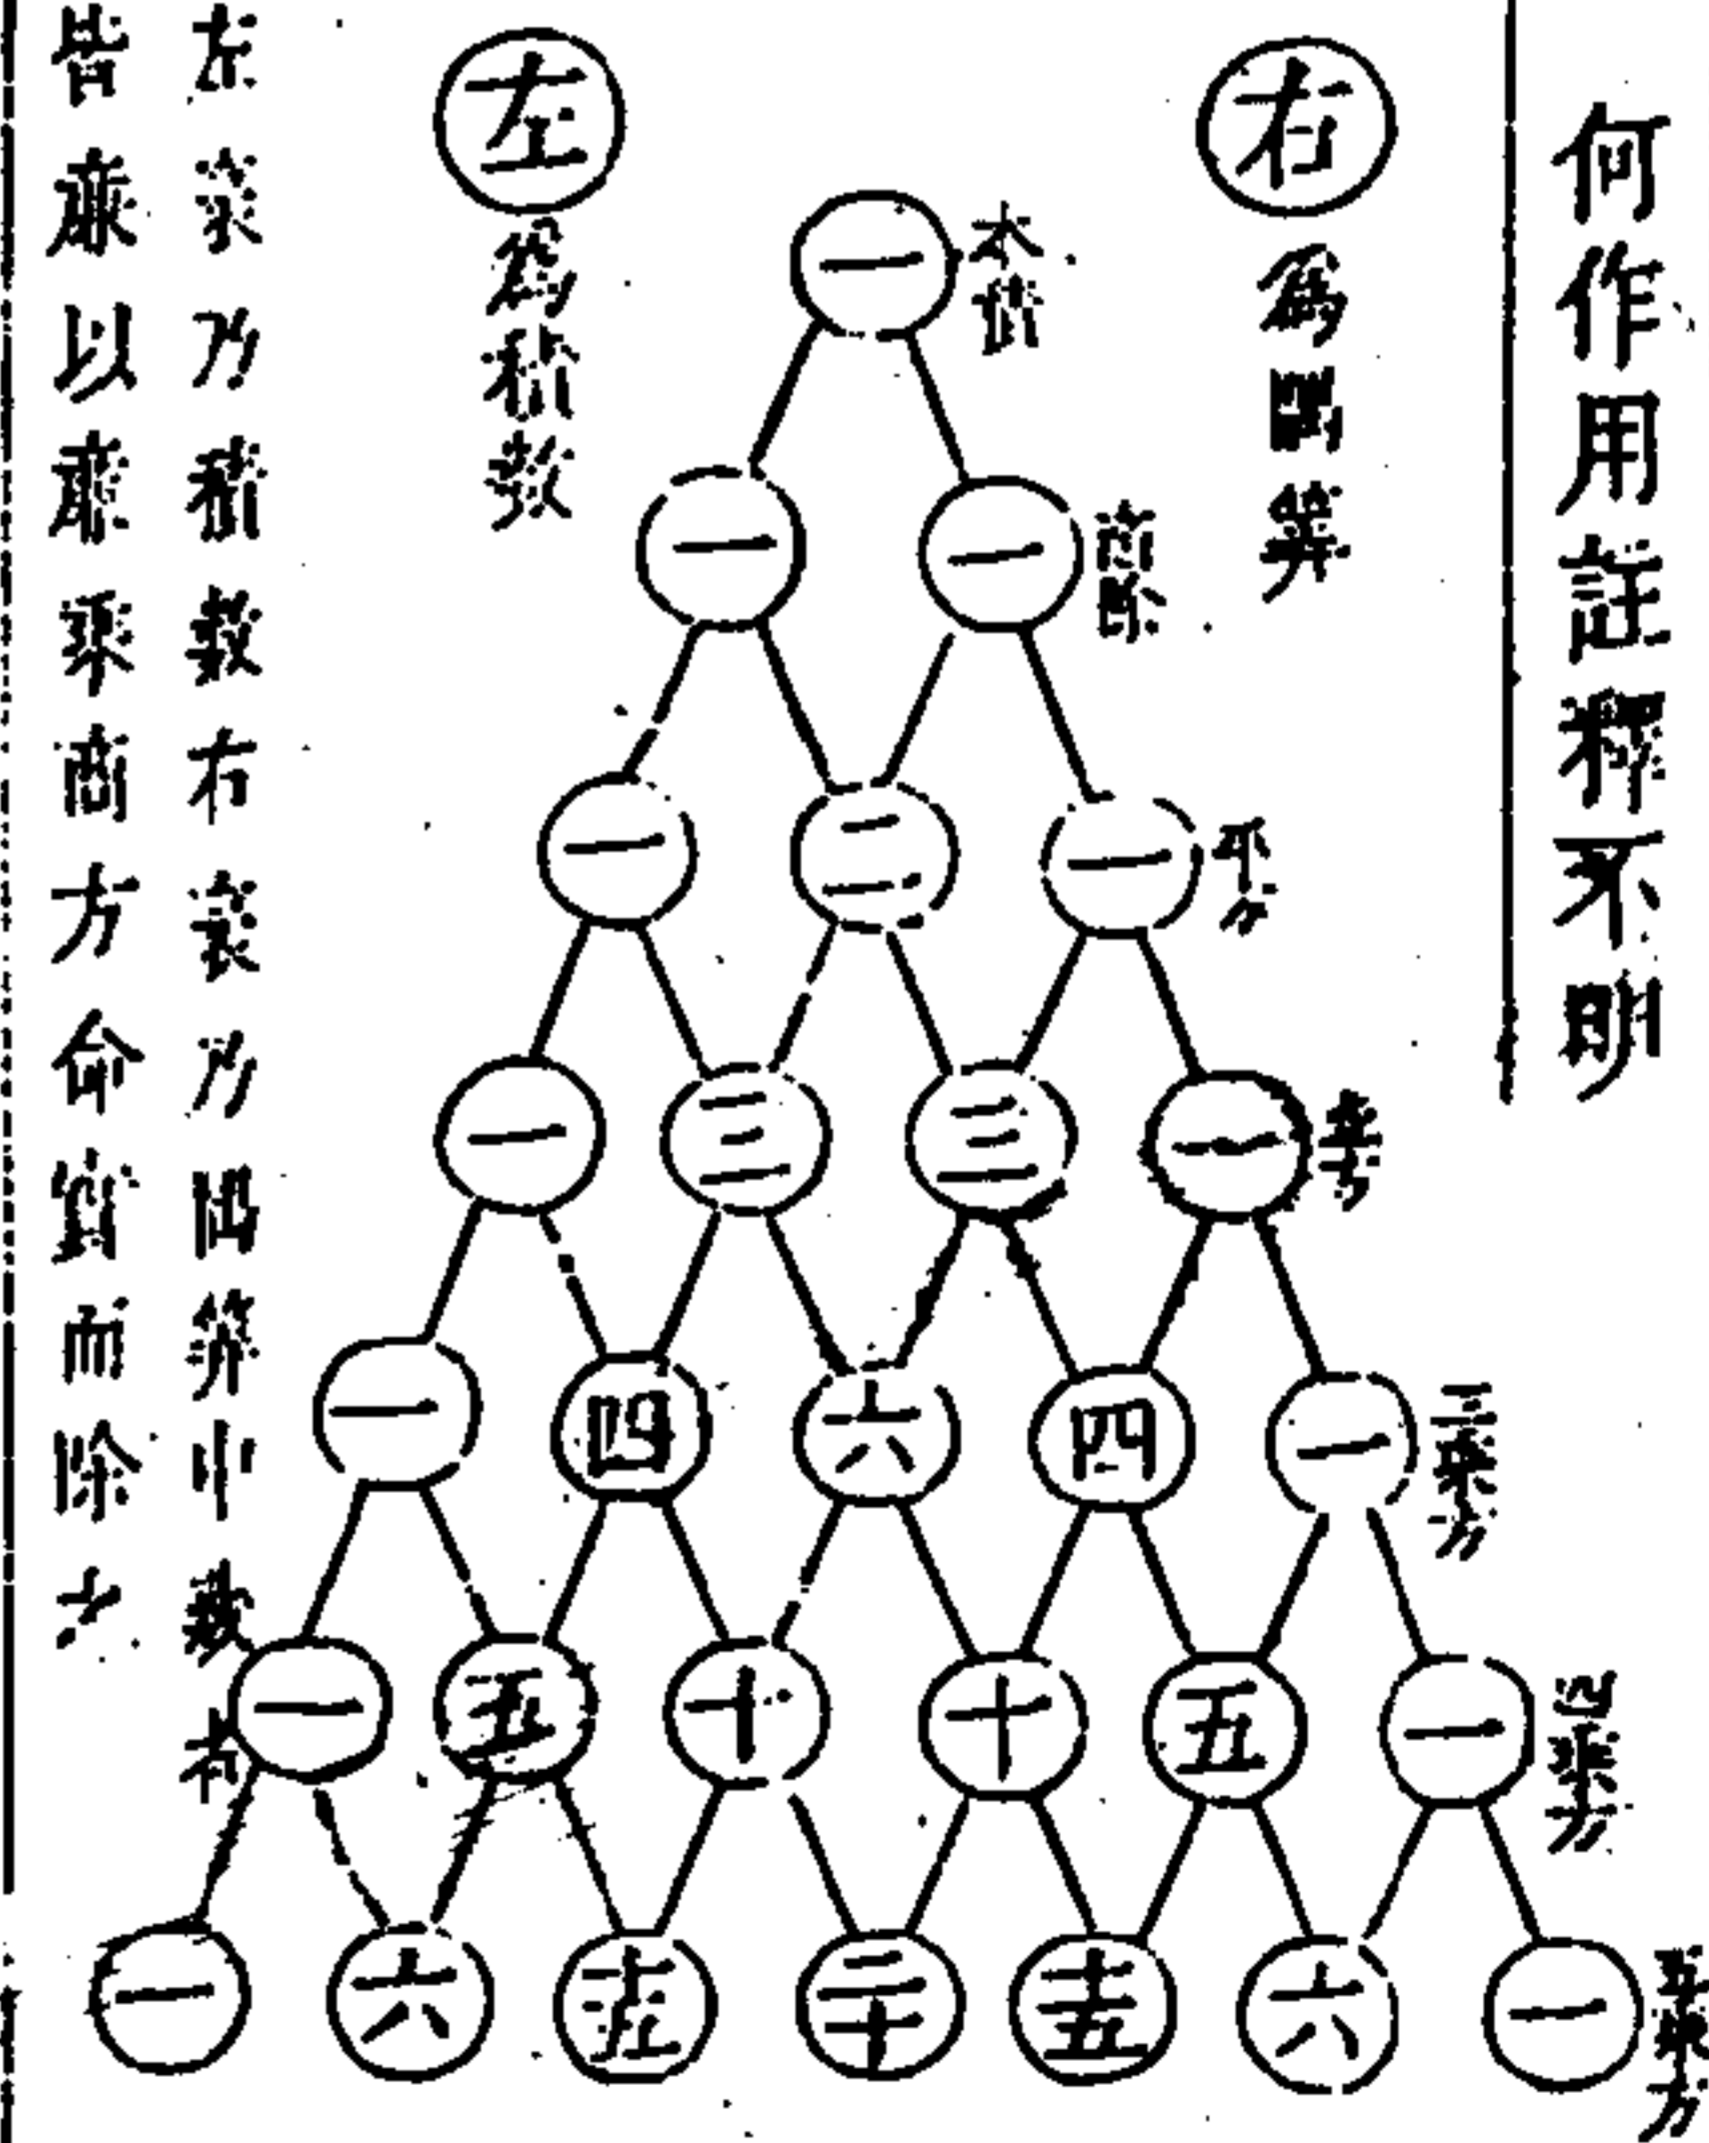 何作用註釋不明
右為隅算
左為積數
一 本積
一 一 商除
一 二 一 平方
一 三 三 一 立方
一 四 六 四 一 三乘方
一 五 十 十 五 一 四乘方
一 六 十五 二十 十五 六 一 五乘方
左袤乃積數右袤乃隅算中藏者
皆廉以廉乘商方命實而除之